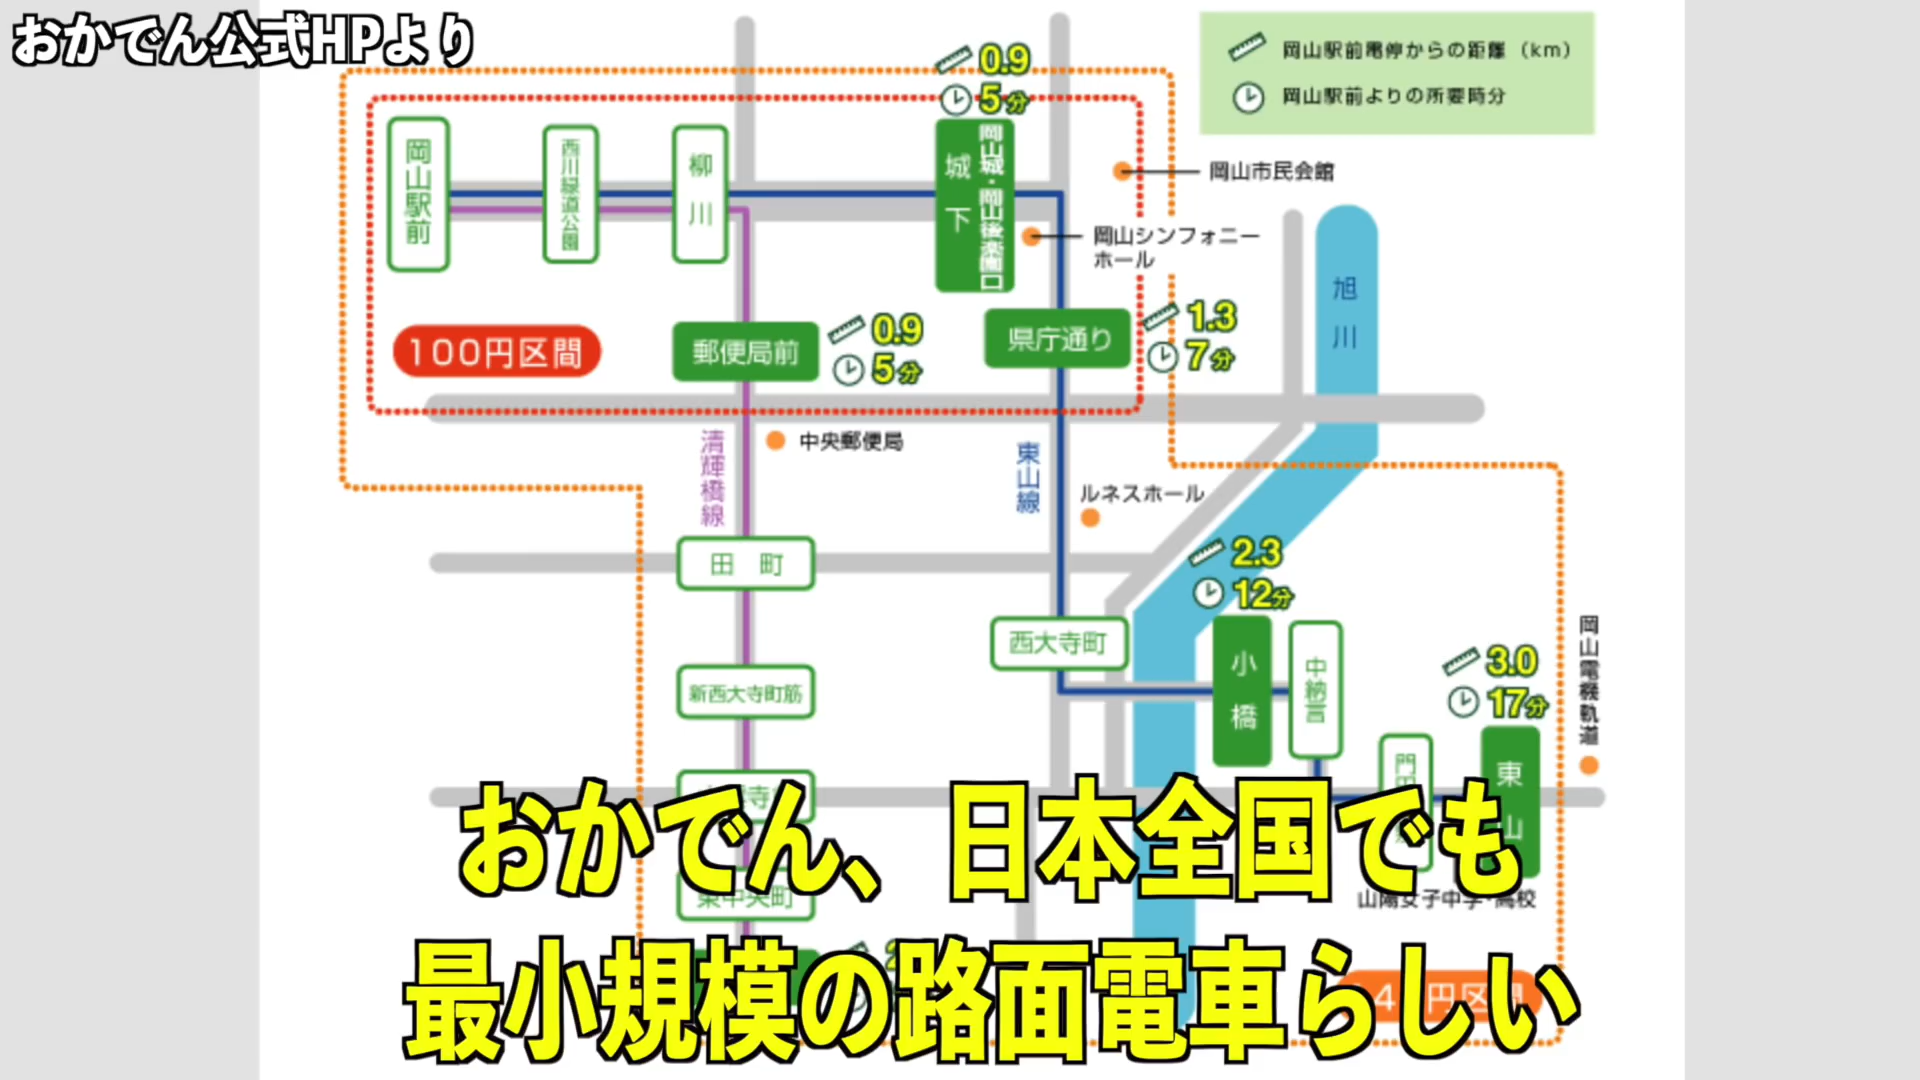 おかでん公式HPより
岡山駅前電停からの距離（km）
岡山駅前よりの所要時分
0.9
5分
岡山駅前
西川緑道公園
柳川
城下
岡山城・岡山後楽園口
岡山市民会館
岡山シンフォニー
ホール
旭川
100円区間
郵便局前
0.9
5分
県庁通り
1.3
7分
清輝橋線
中央郵便局
東山線
ルネスホール
田町
2.3
12分
西大寺町
小橋
中納言
新西大寺町筋
3.0
17分
岡山電機軌道
東山
東中央町
山陽女子中学・高校
円区間
おかでん、日本全国でも
最小規模の路面電車らしい